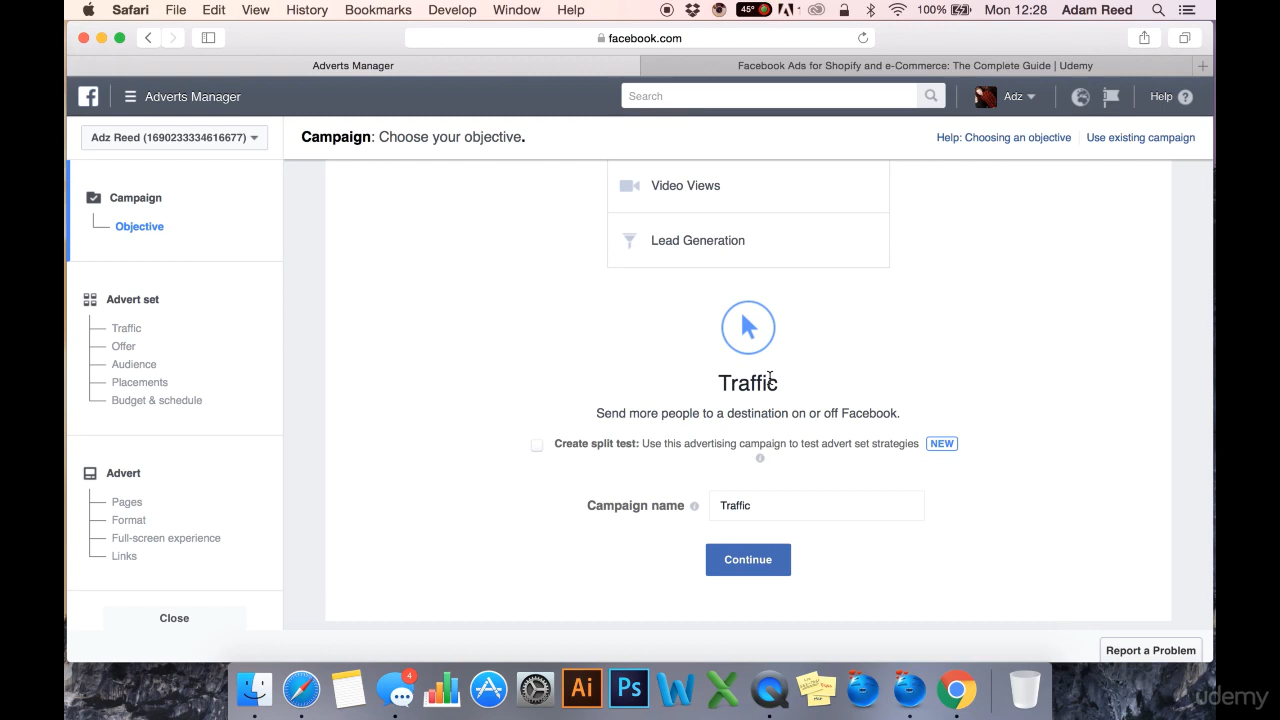 Safari File Edit View History Bookmarks Develop Window Help 45° 100% Mon 12:28 Adam Reed
facebook.com
Adverts Manager
Facebook Ads for Shopify and e-Commerce: The Complete Guide | Udemy
Adverts Manager
Search
Adz
Help
Adz Reed (1690233334616677)
Campaign: Choose your objective.
Help: Choosing an objective
Use existing campaign
Campaign
Objective
Advert set
Traffic
Offer
Audience
Placements
Budget & schedule
Advert
Pages
Format
Full-screen experience
Links
Close
Video Views
Lead Generation
Traffic
Send more people to a destination on or off Facebook.
Create split test: Use this advertising campaign to test advert set strategies NEW
Campaign name
Traffic
Continue
Report a Problem
4
Ai
Ps
udemy